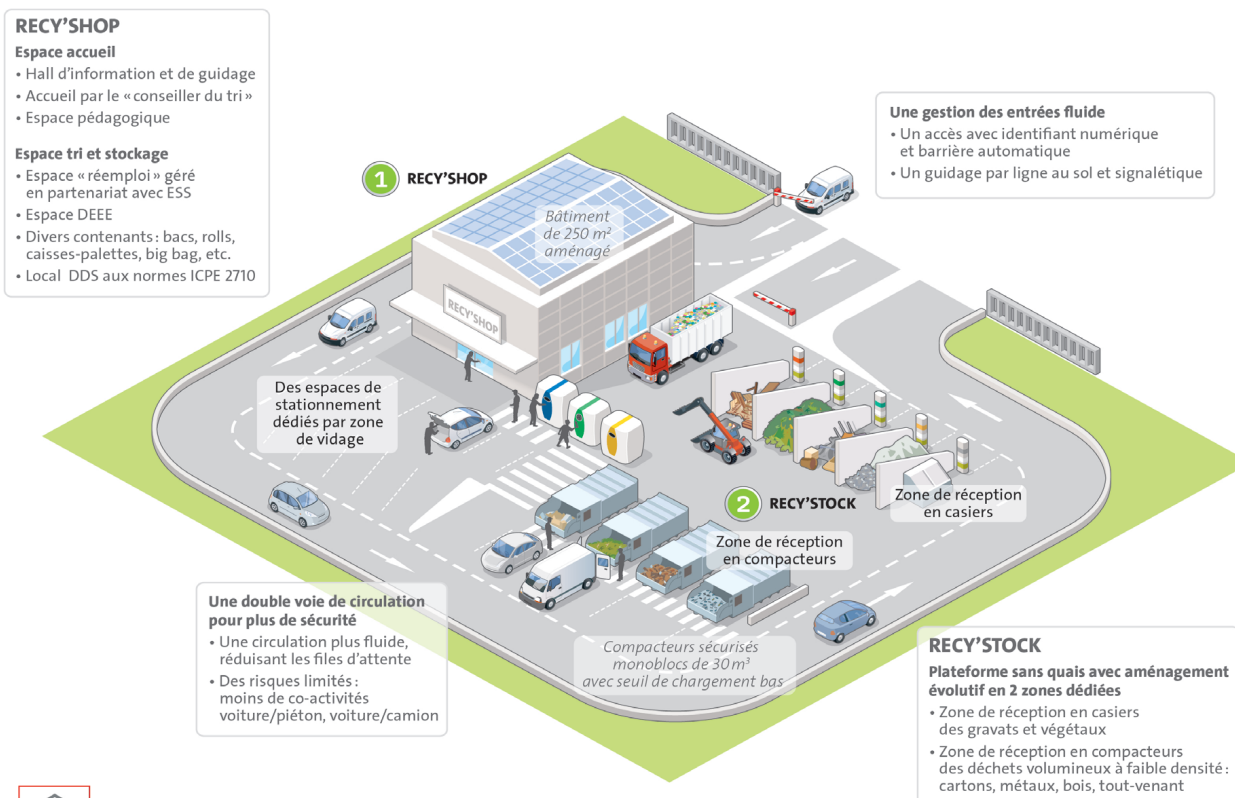 RECY'SHOP
Espace accueil
• Hall d'information et de guidage
• Accueil par le « conseiller du tri »
• Espace pédagogique
Espace tri et stockage
• Espace « réemploi » géré
en partenariat avec ESS
• Espace DEEE
• Divers contenants : bacs, rolls,
caisses-palettes, big bag, etc.
• Local DDS aux normes ICPE 2710
Une gestion des entrées fluide
• Un accès avec identifiant numérique
et barrière automatique
• Un guidage par ligne au sol et signalétique
1 RECY'SHOP
Bâtiment
de 250 m²
aménagé
RECY'SHOP
Des espaces de
stationnement
dédiés par zone
de vidage
2 RECY'STOCK
Zone de réception
en casiers
Zone de réception
en compacteurs
Compacteurs sécurisés
monoblocs de 30 m³
avec seuil de chargement bas
Une double voie de circulation
pour plus de sécurité
• Une circulation plus fluide,
réduisant les files d'attente
• Des risques limités :
moins de co-activités
voiture/piéton, voiture/camion
RECY'STOCK
Plateforme sans quais avec aménagement
évolutif en 2 zones dédiées
• Zone de réception en casiers
des gravats et végétaux
• Zone de réception en compacteurs
des déchets volumineux à faible densité :
cartons, métaux, bois, tout-venant